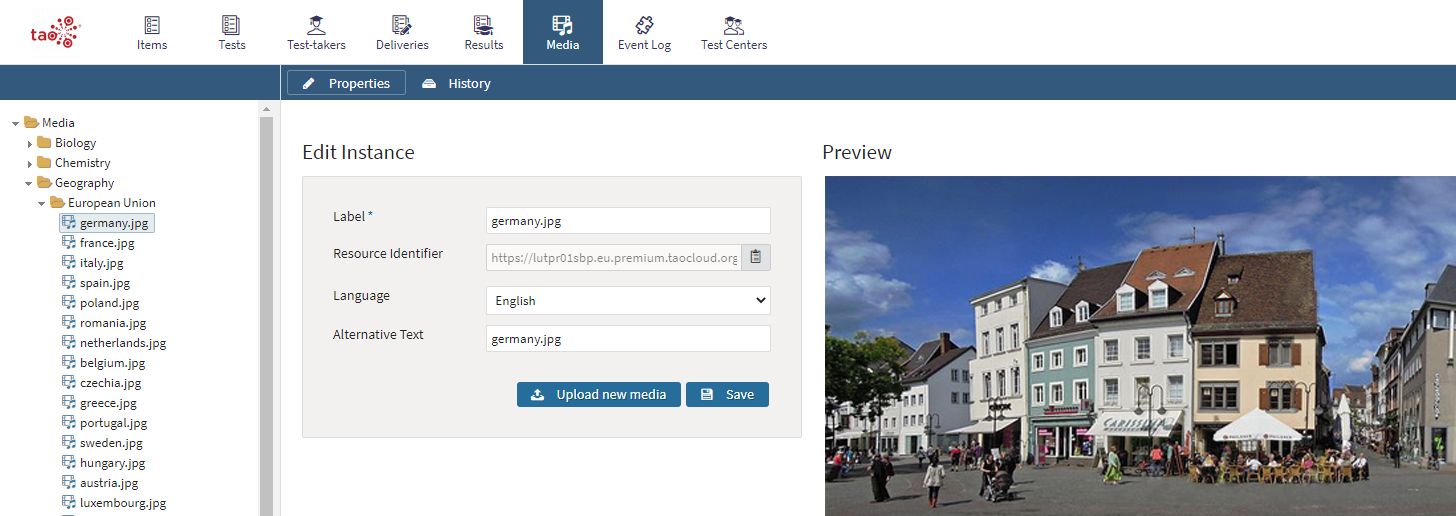 tao
Items
Tests
Test-takers
Deliveries
Results
Media
Event Log
Test Centers
Properties
History
Media
Biology
Chemistry
Geography
European Union
germany.jpg
france.jpg
italy.jpg
spain.jpg
poland.jpg
romania.jpg
netherlands.jpg
belgium.jpg
czechia.jpg
greece.jpg
portugal.jpg
sweden.jpg
hungary.jpg
austria.jpg
luxembourg.jpg
Edit Instance
Label *
germany.jpg
Resource Identifier
https://lutpr01sbp.eu.premium.taocloud.org
Language
English
Alternative Text
germany.jpg
Upload new media
Save
Preview